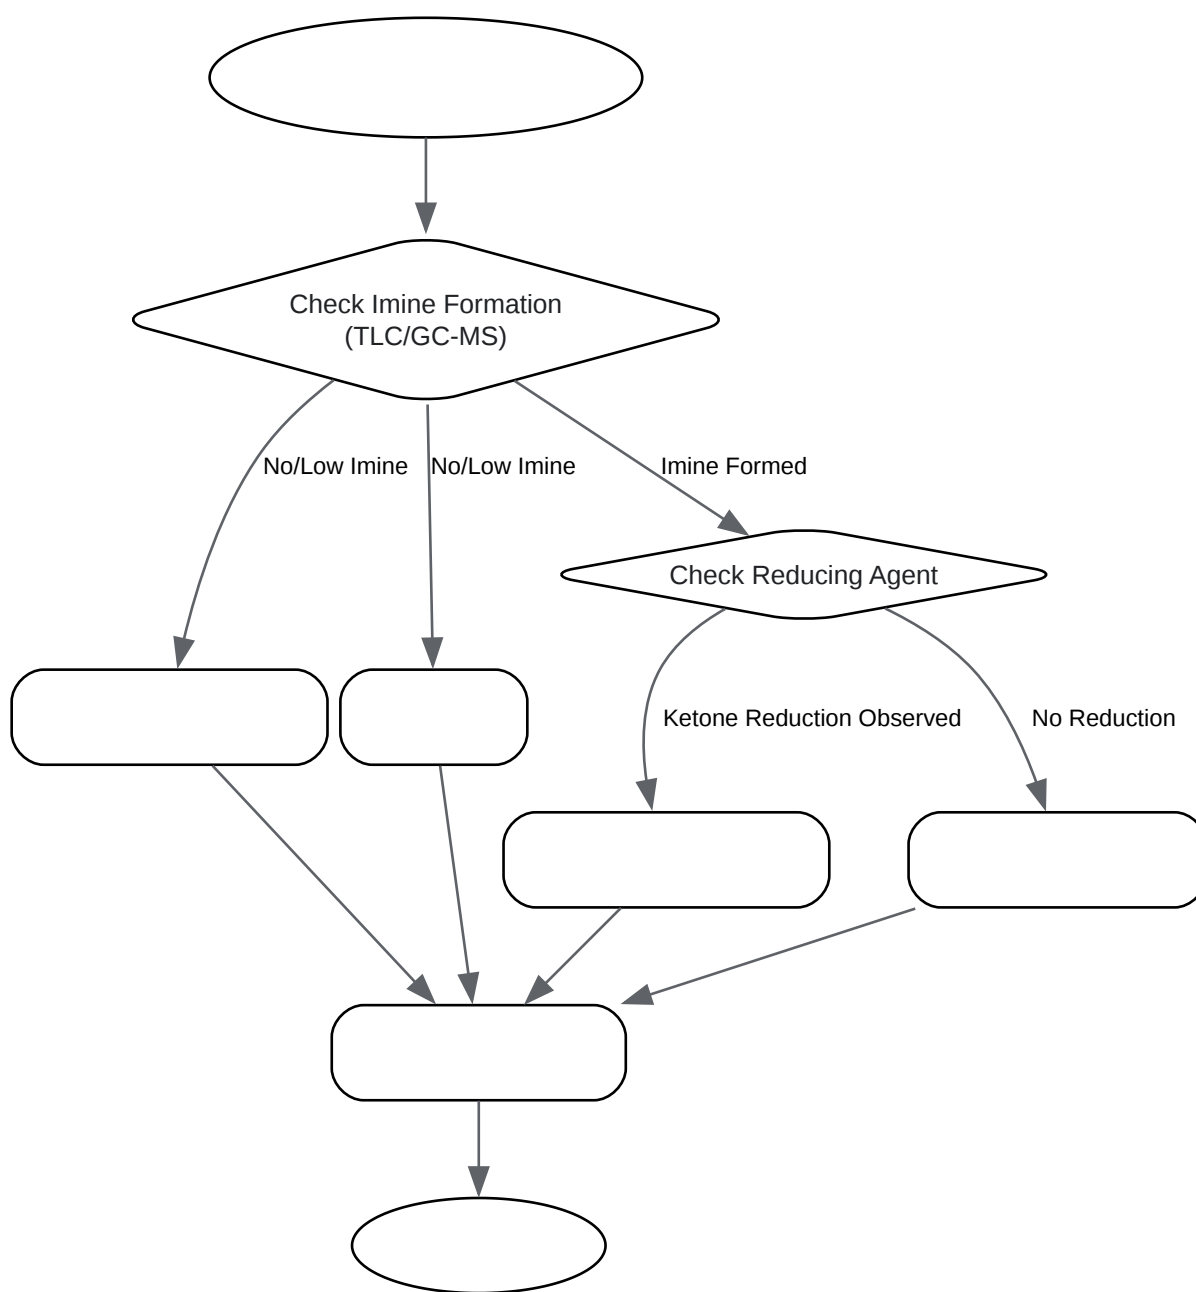 Check Imine Formation
(TLC/GC-MS)
No/Low Imine
No/Low Imine
Imine Formed
Check Reducing Agent
Ketone Reduction Observed
No Reduction